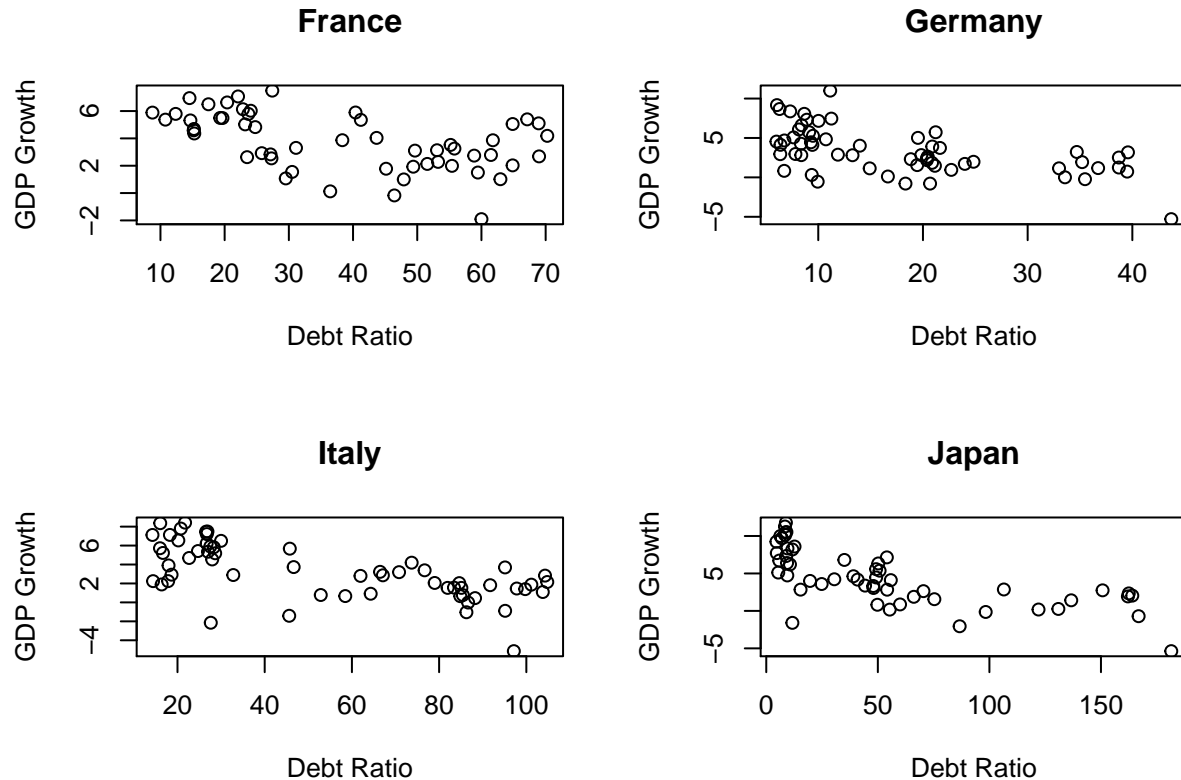 France
GDP Growth
−2 2 6
10 20 30 40 50 60 70
Debt Ratio
Germany
GDP Growth
−5 5
10 20 30 40
Debt Ratio
Italy
GDP Growth
−4 2 6
20 40 60 80 100
Debt Ratio
Japan
GDP Growth
−5 5
0 50 100 150
Debt Ratio